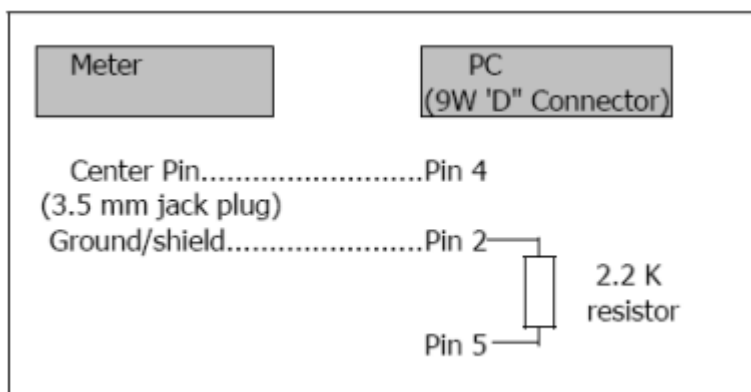 Meter
PC
(9W 'D" Connector)
Center Pin..........................Pin 4
(3.5 mm jack plug)
Ground/shield.......................Pin 2
2.2 K
resistor
Pin 5